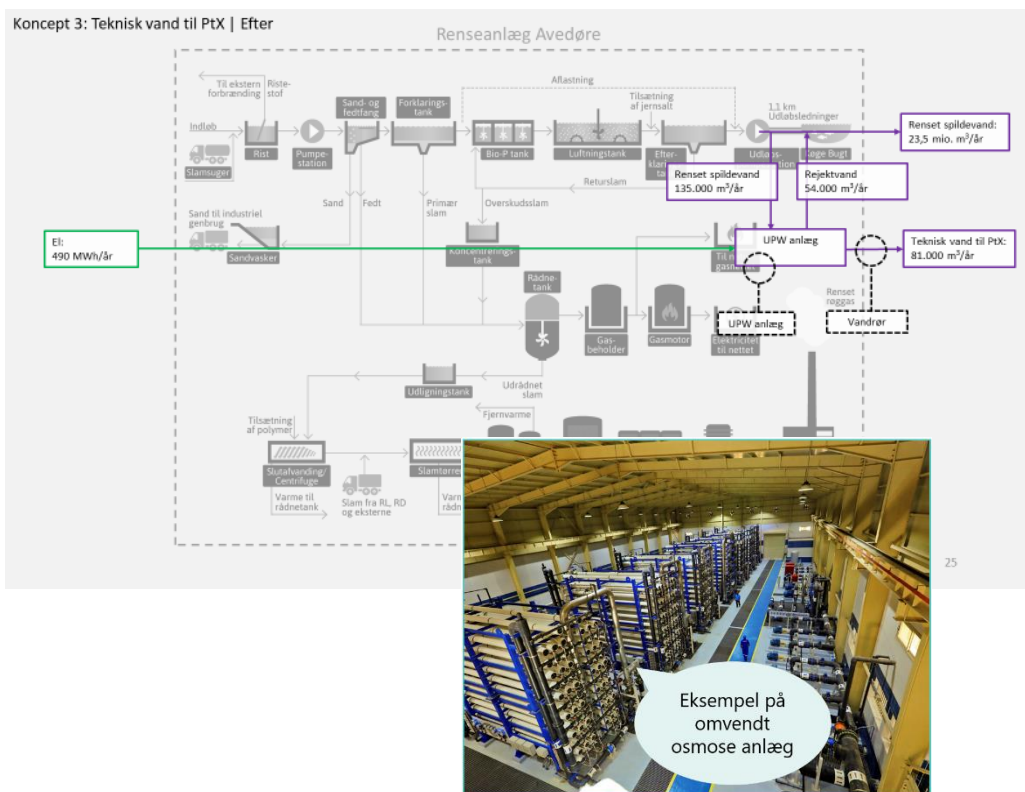 Koncept 3: Teknisk vand til PtX | Efter
Renseanlæg Avedøre
Til ekstern
forbrænding
Riste-
stof
Sand- og
fedtfang
Forklarings-
tank
Aflastning
Tilsætning
af jernsalt
1,1 km
Udløbsledninger
Indløb
Slamsuger
Rist
Pumpe-
station
Bio-P tank
Luftningstank
Efter-
Køge Bugt
Renset spildevand:
23,5 mio. m³/år
Renset spildevand
135.000 m³/år
Rejektvand
54.000 m³/år
Returslam
Sand
Fedt
Primær
slam
Overskudsslam
Sand til industriel
genbrug
Sandvasker
El:
490 MWh/år
Koncentrerings-
tank
UPW anlæg
Teknisk vand til PtX:
81.000 m³/år
Rådne-
tank
Renset
røggas
UPW anlæg
Vandrør
Gas-
beholder
Gasmotor
Elektricitet
til nettet
Udligningstank
Udrådnet
slam
Fjernvarme
Tilsætning
af polymer
Slutafvanding/
Centrifuge
Varme til
rådnetank
Slam fra RL, RD
og eksterne
25
Eksempel på
omvendt
osmose anlæg